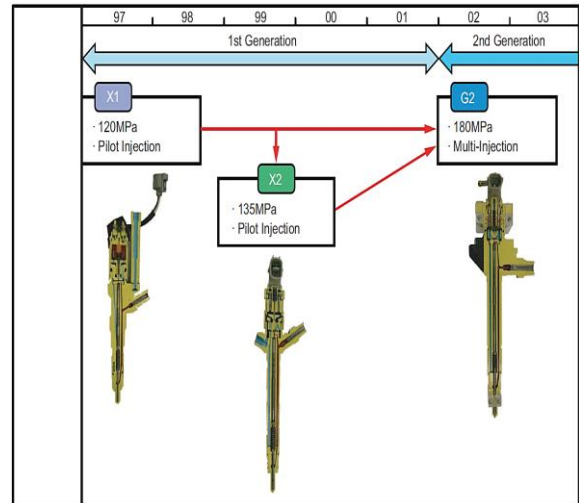 97 98 99 00 01 02 03
1st Generation 2nd Generation
X1
· 120MPa
· Pilot Injection
X2
· 135MPa
· Pilot Injection
G2
· 180MPa
· Multi-Injection